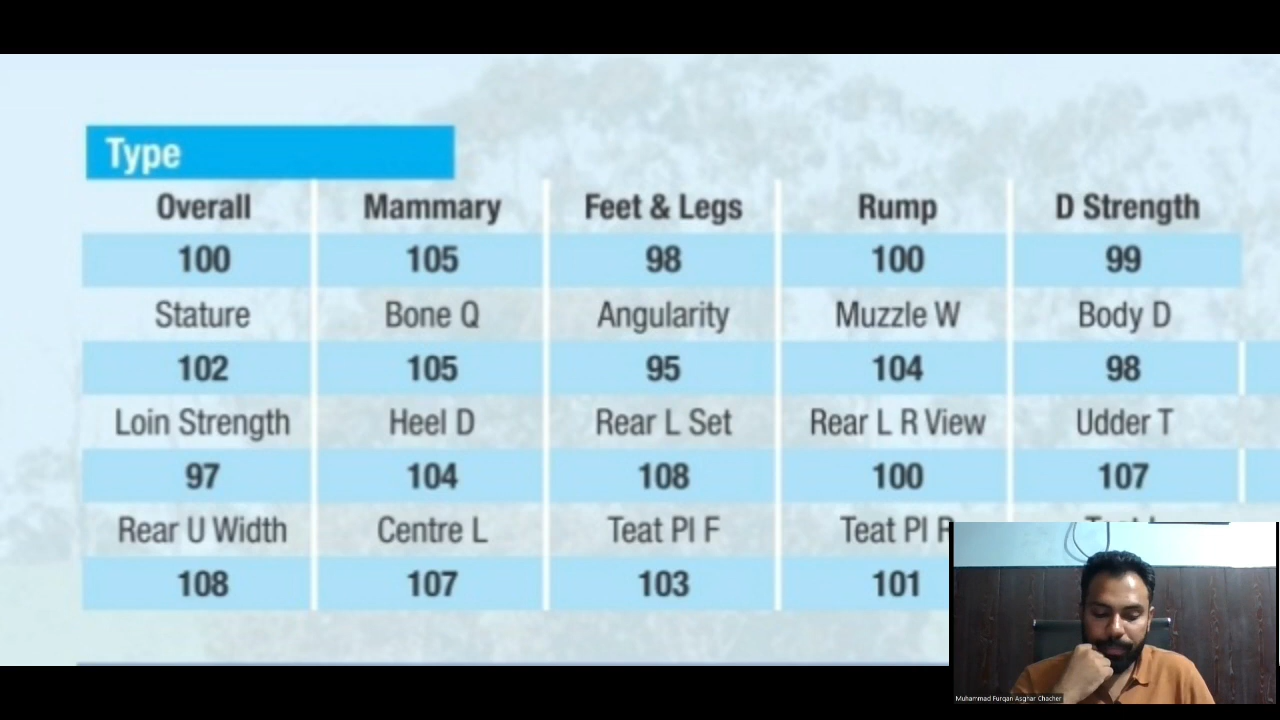 Type
Overall Mammary Feet & Legs Rump D Strength
100 105 98 100 99
Stature Bone Q Angularity Muzzle W Body D
102 105 95 104 98
Loin Strength Heel D Rear L Set Rear L R View Udder T
97 104 108 100 107
Rear U Width Centre L Teat Pl F Teat Pl
108 107 103 101
Muhammad Furqan Asghar Chacher